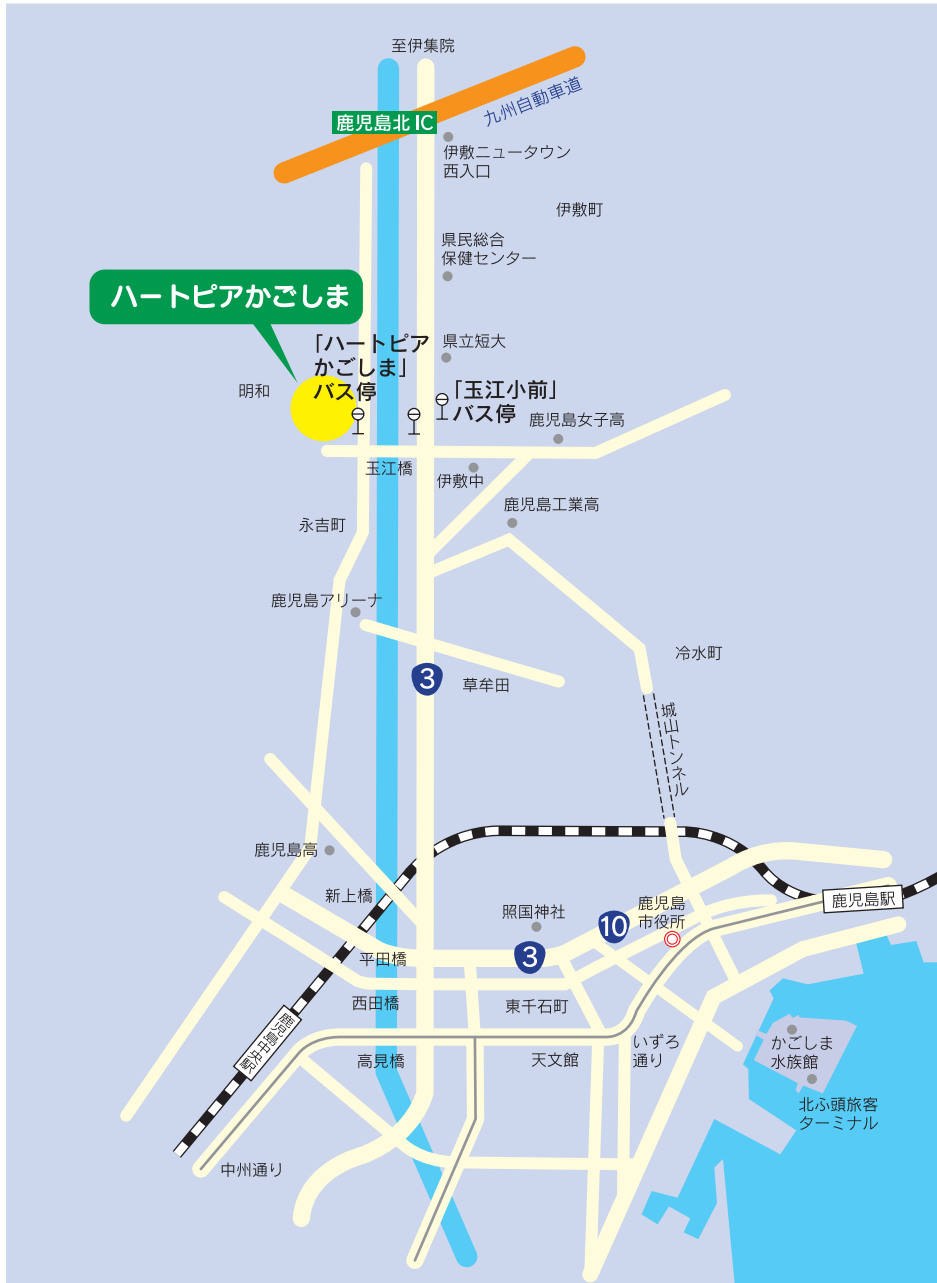 至伊集院
九州自動車道
鹿児島北IC
伊敷ニュータウン
西入口
伊敷町
県民総合
保健センター
ハートピアかごしま
「ハートピア
かごしま」
バス停
県立短大
明和
「玉江小前」
バス停
鹿児島女子高
玉江橋
伊敷中
鹿児島工業高
永吉町
鹿児島アリーナ
冷水町
3
草牟田
城山トンネル
鹿児島高
新上橋
照国神社
鹿児島
市役所
鹿児島駅
10
3
平田橋
西田橋
東千石町
鹿児島中央駅
高見橋
天文館
いずろ
通り
かごしま
水族館
北ふ頭旅客
ターミナル
中州通り